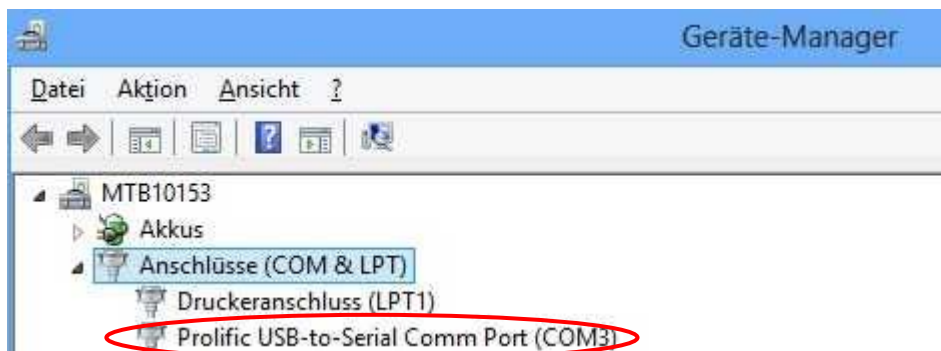 Geräte-Manager
Datei Aktion Ansicht ?
MTB10153
Akkus
Anschlüsse (COM & LPT)
Druckeranschluss (LPT1)
Prolific USB-to-Serial Comm Port (COM3)